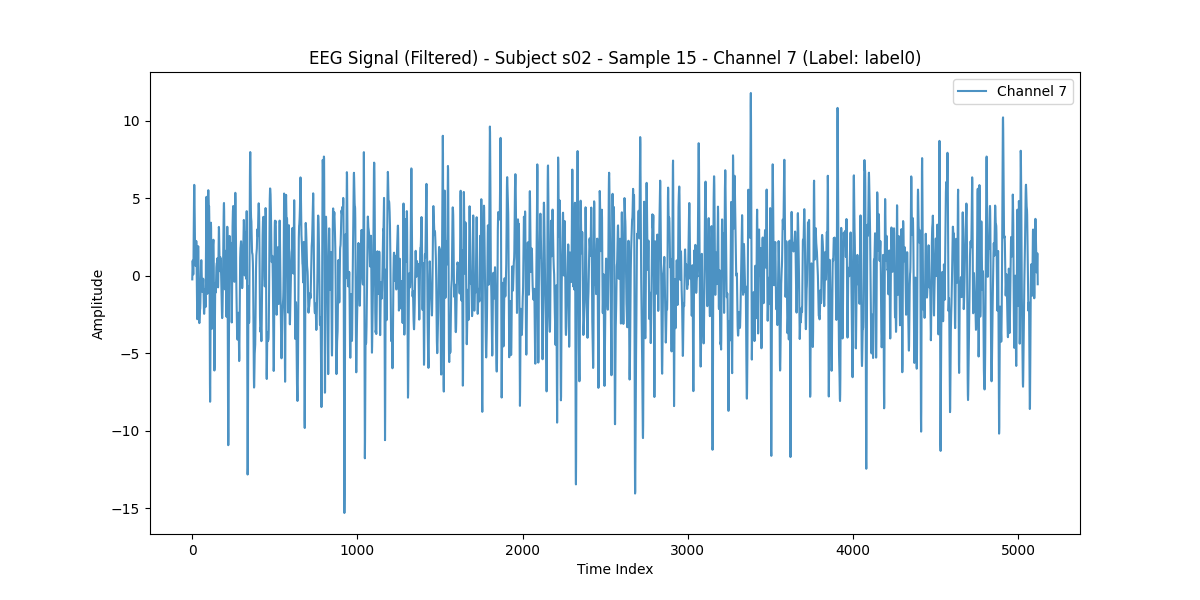 EEG Signal (Filtered) - Subject s02 - Sample 15 - Channel 7 (Label: label0)
Channel 7
10
5
0
−5
−10
−15
Amplitude
0 1000 2000 3000 4000 5000
Time Index